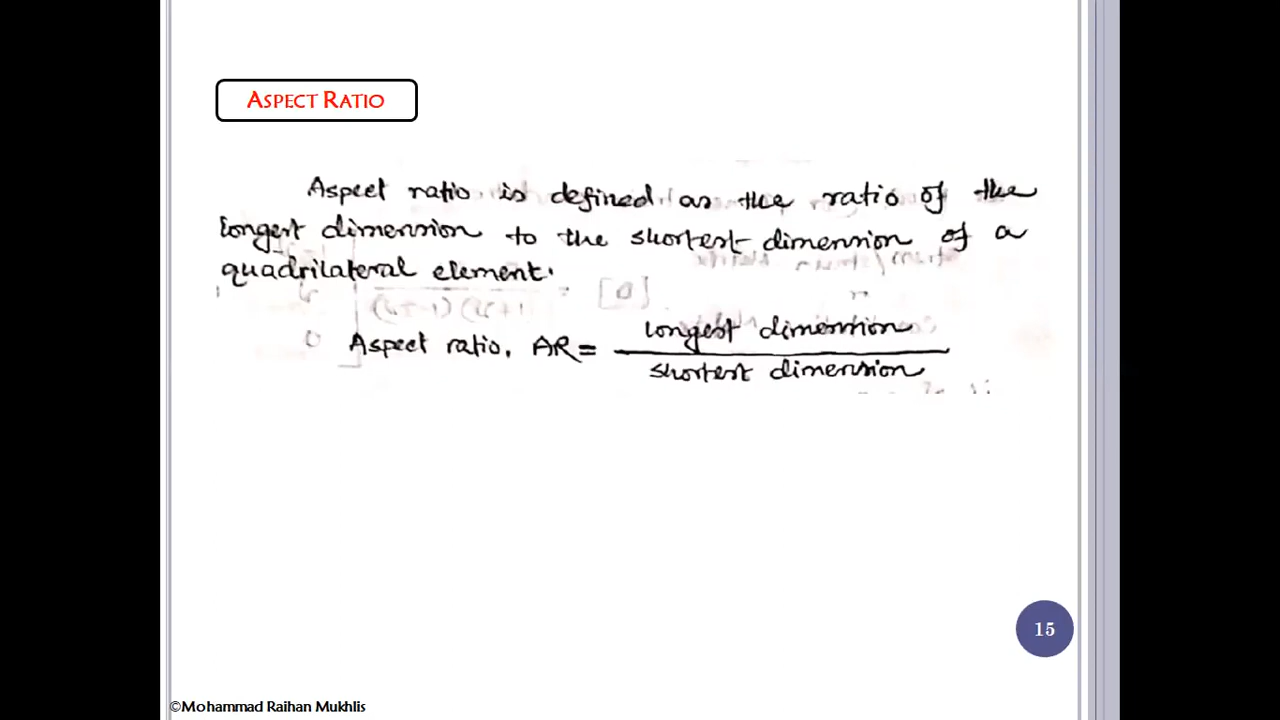 ASPECT RATIO
Aspect ratio is defined as the ratio of the
longest dimension to the shortest dimension of a
quadrilateral element.
Aspect ratio, AR = longest dimension
shortest dimension
15
©Mohammad Raihan Mukhlis